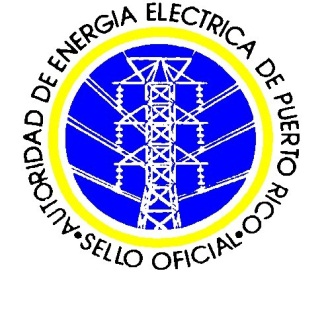 AUTORIDAD DE ENERGIA ELECTRICA DE PUERTO RICO
•SELLO OFICIAL•